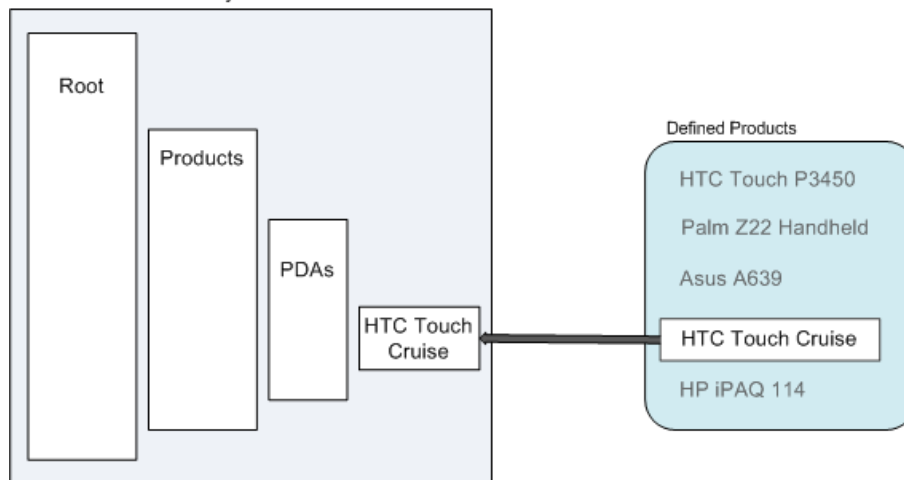 Root
Products
PDAs
HTC Touch
Cruise
Defined Products
HTC Touch P3450
Palm Z22 Handheld
Asus A639
HTC Touch Cruise
HP iPAQ 114